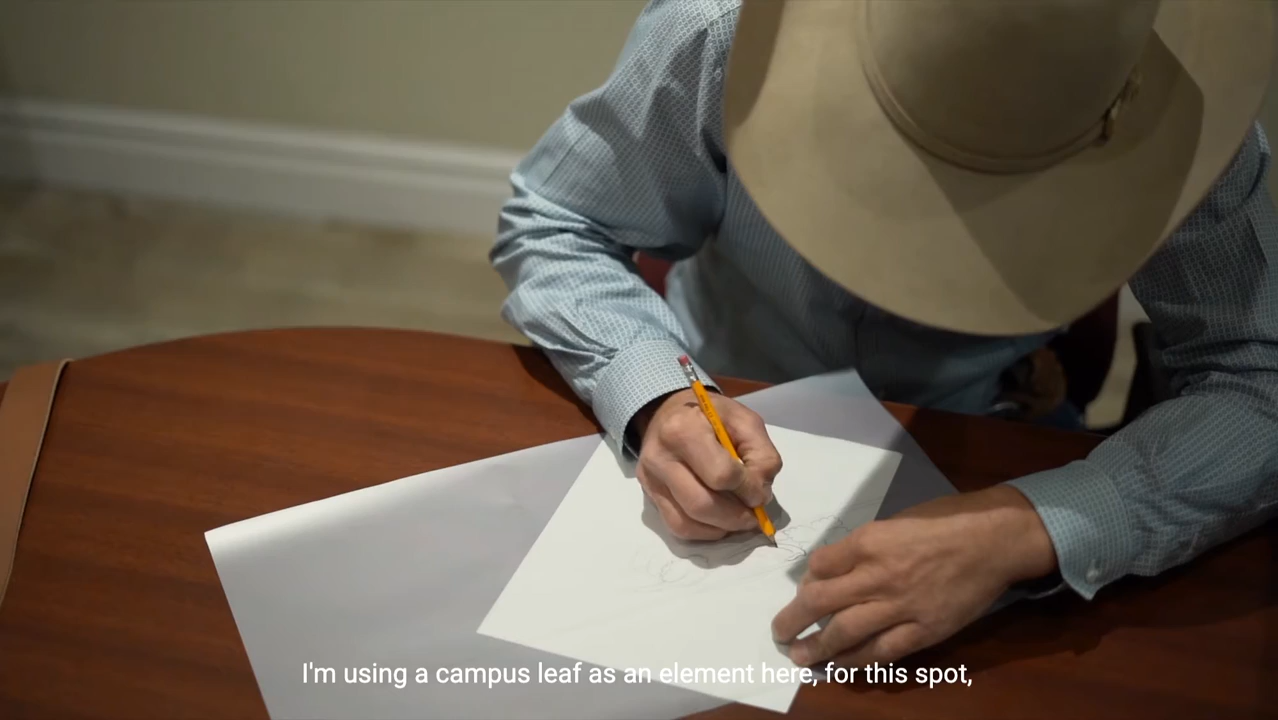 I'm using a campus leaf as an element here, for this spot,